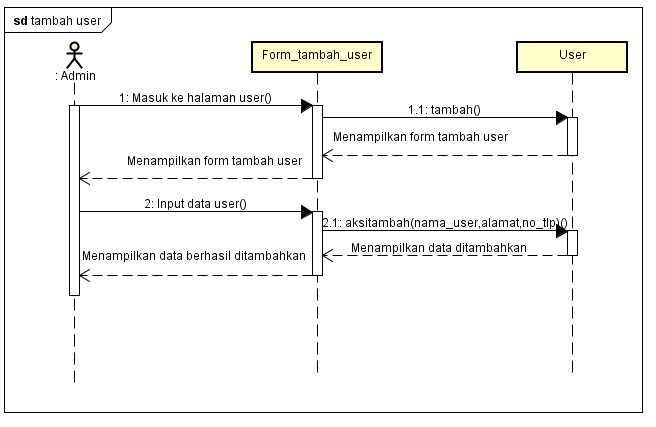 sd tambah user
: Admin
Form_tambah_user
User
1: Masuk ke halaman user()
1.1: tambah()
Menampilkan form tambah user
Menampilkan form tambah user
2: Input data user()
2.1: aksitambah(nama_user,alamat,no_tlp)()
Menampilkan data ditambahkan
Menampilkan data berhasil ditambahkan